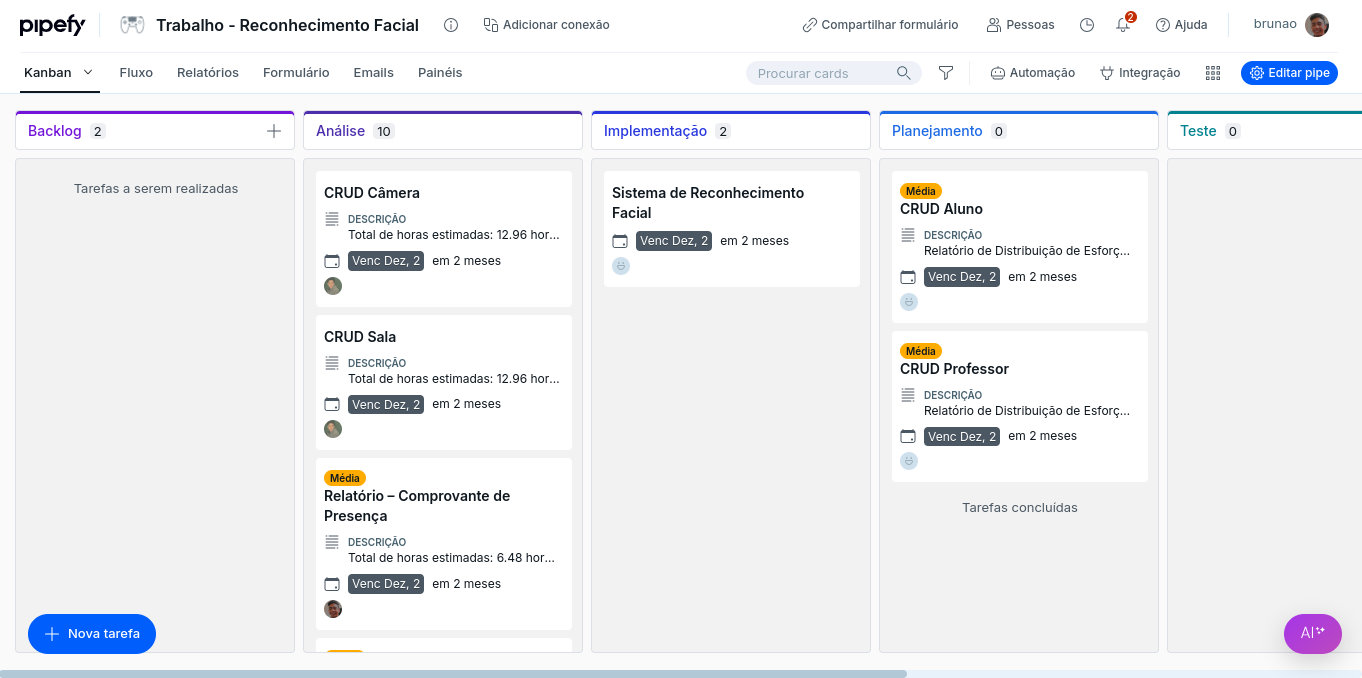 pipefy
Trabalho - Reconhecimento Facial
Adicionar conexão
Compartilhar formulário
Pessoas
2
Ajuda
brunao
Kanban
Fluxo
Relatórios
Formulário
Emails
Painéis
Procurar cards
Automação
Integração
Editar pipe
Backlog 2
Tarefas a serem realizadas
Nova tarefa
Análise 10
CRUD Câmera
DESCRIÇÃO
Total de horas estimadas: 12.96 hor...
Venc Dez, 2 em 2 meses
CRUD Sala
DESCRIÇÃO
Total de horas estimadas: 12.96 hor...
Venc Dez, 2 em 2 meses
Média
Relatório – Comprovante de
Presença
DESCRIÇÃO
Total de horas estimadas: 6.48 hor...
Venc Dez, 2 em 2 meses
Implementação 2
Sistema de Reconhecimento
Facial
Venc Dez, 2 em 2 meses
Planejamento 0
Média
CRUD Aluno
DESCRIÇÃO
Relatório de Distribuição de Esforç...
Venc Dez, 2 em 2 meses
Média
CRUD Professor
DESCRIÇÃO
Relatório de Distribuição de Esforç...
Venc Dez, 2 em 2 meses
Tarefas concluídas
Teste 0
AI